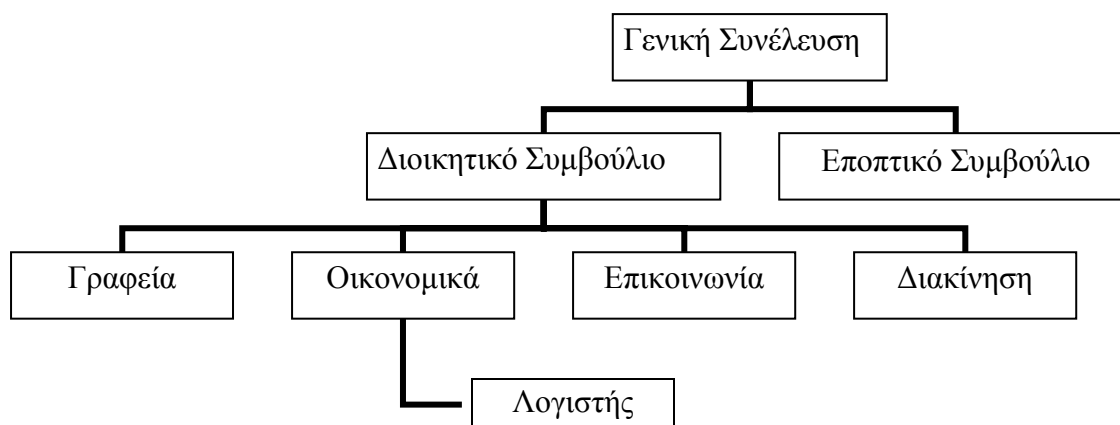 Γενική Συνέλευση
Διοικητικό Συμβούλιο
Εποπτικό Συμβούλιο
Γραφεία
Οικονομικά
Επικοινωνία
Διακίνηση
Λογιστής